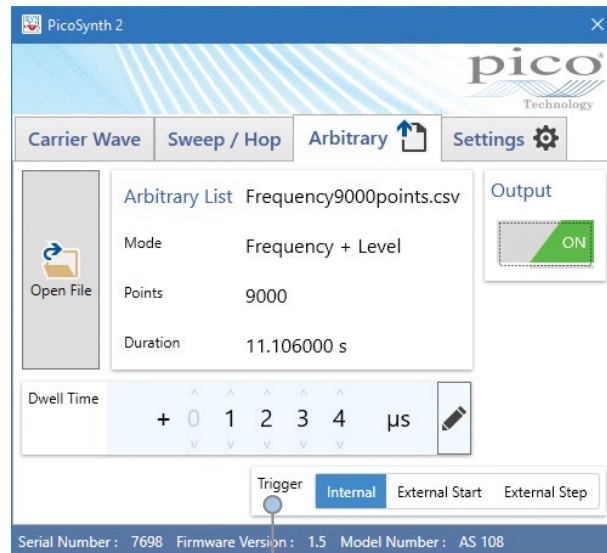 PicoSynth 2
pico
Technology
Carrier Wave Sweep / Hop Arbitrary Settings
Open File
Arbitrary List Frequency9000points.csv
Mode Frequency + Level
Points 9000
Duration 11.106000 s
Output
ON
Dwell Time + 0 1 2 3 4 µs
Trigger Internal External Start External Step
Serial Number : 7698 Firmware Version : 1.5 Model Number : AS 108